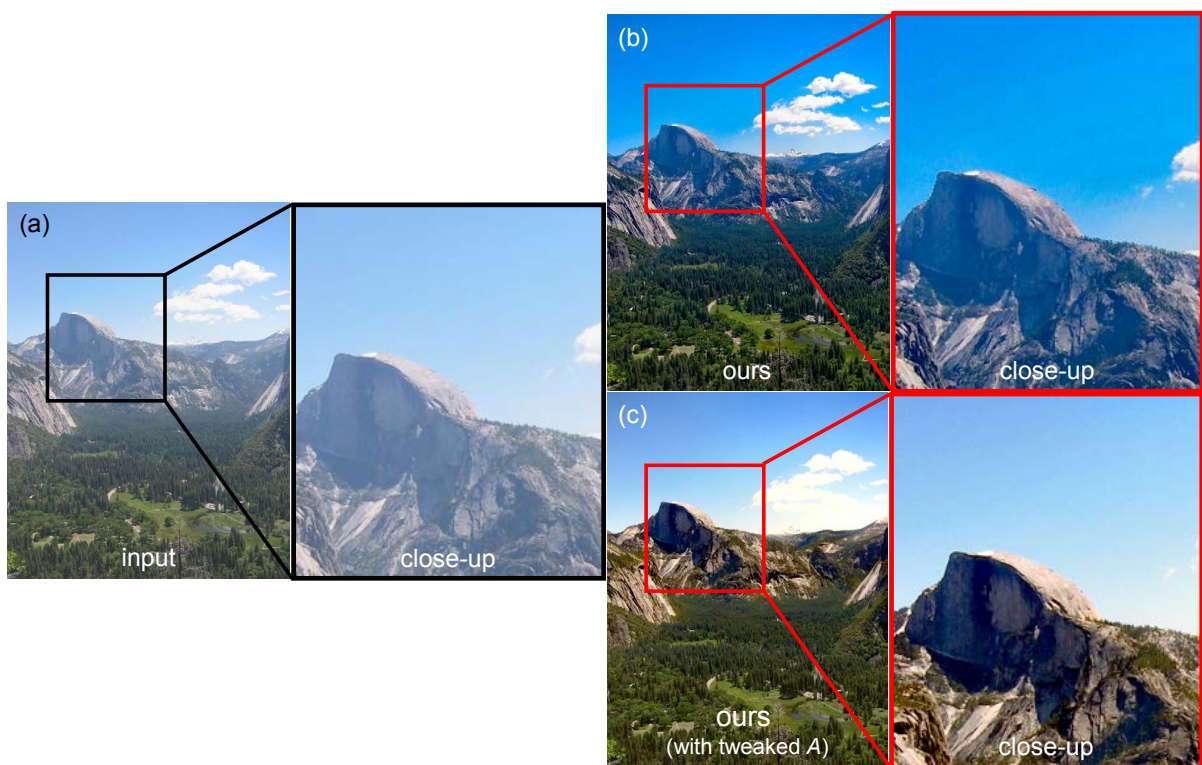 (a)
input
close-up
(b)
ours
close-up
(c)
ours
(with tweaked A)
close-up